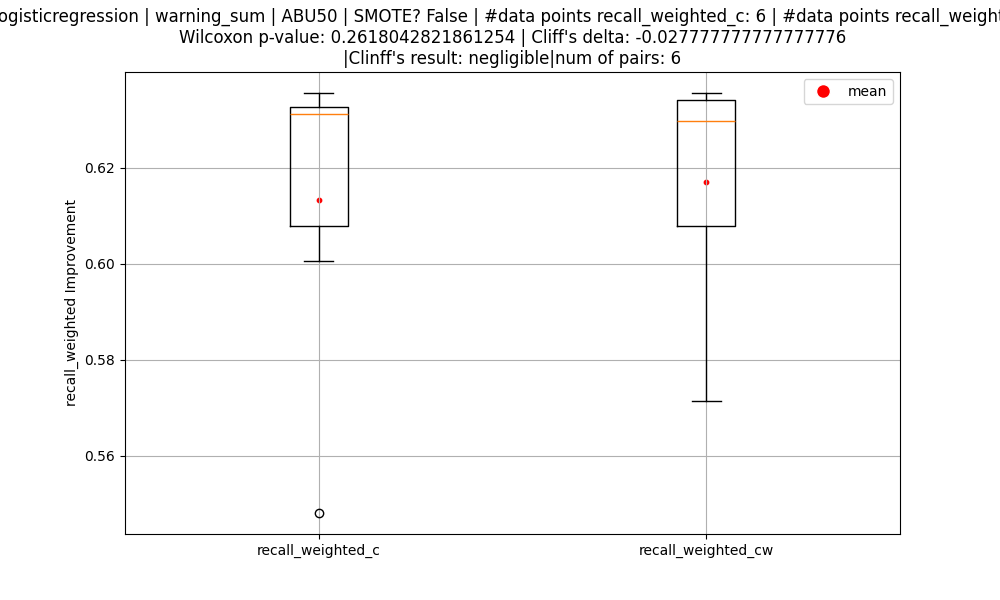 ogisticregression | warning_sum | ABU50 | SMOTE? False | #data points recall_weighted_c: 6 | #data points recall_weight
Wilcoxon p-value: 0.2618042821861254 | Cliff's delta: -0.027777777777777776
|Clinff's result: negligible|num of pairs: 6
mean
0.62
0.60
0.58
0.56
recall_weighted Improvement
recall_weighted_c
recall_weighted_cw